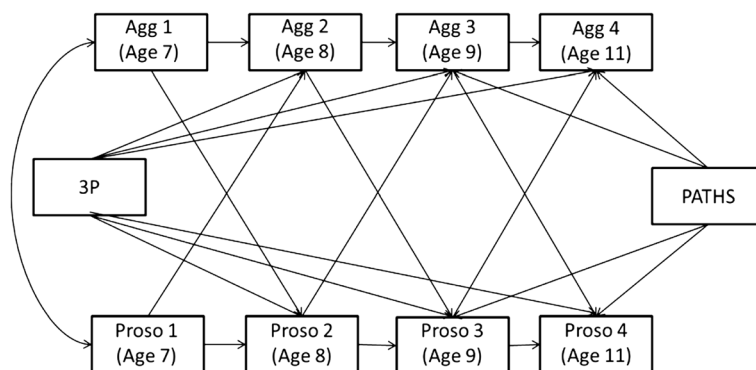 Agg 1
(Age 7)
Agg 2
(Age 8)
Agg 3
(Age 9)
Agg 4
(Age 11)
3P
PATHS
Proso 1
(Age 7)
Proso 2
(Age 8)
Proso 3
(Age 9)
Proso 4
(Age 11)